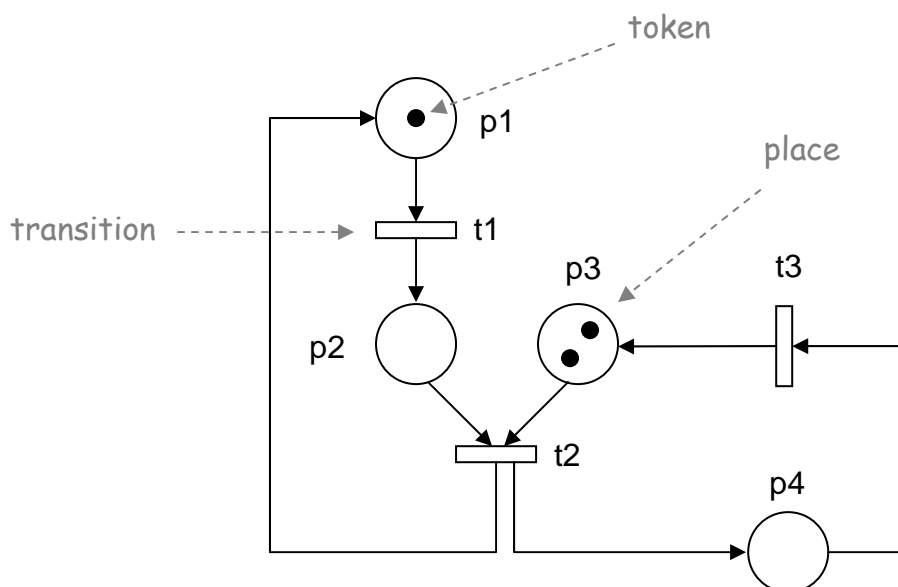 token
p1
place
transition
t1
p3
t3
p2
t2
p4